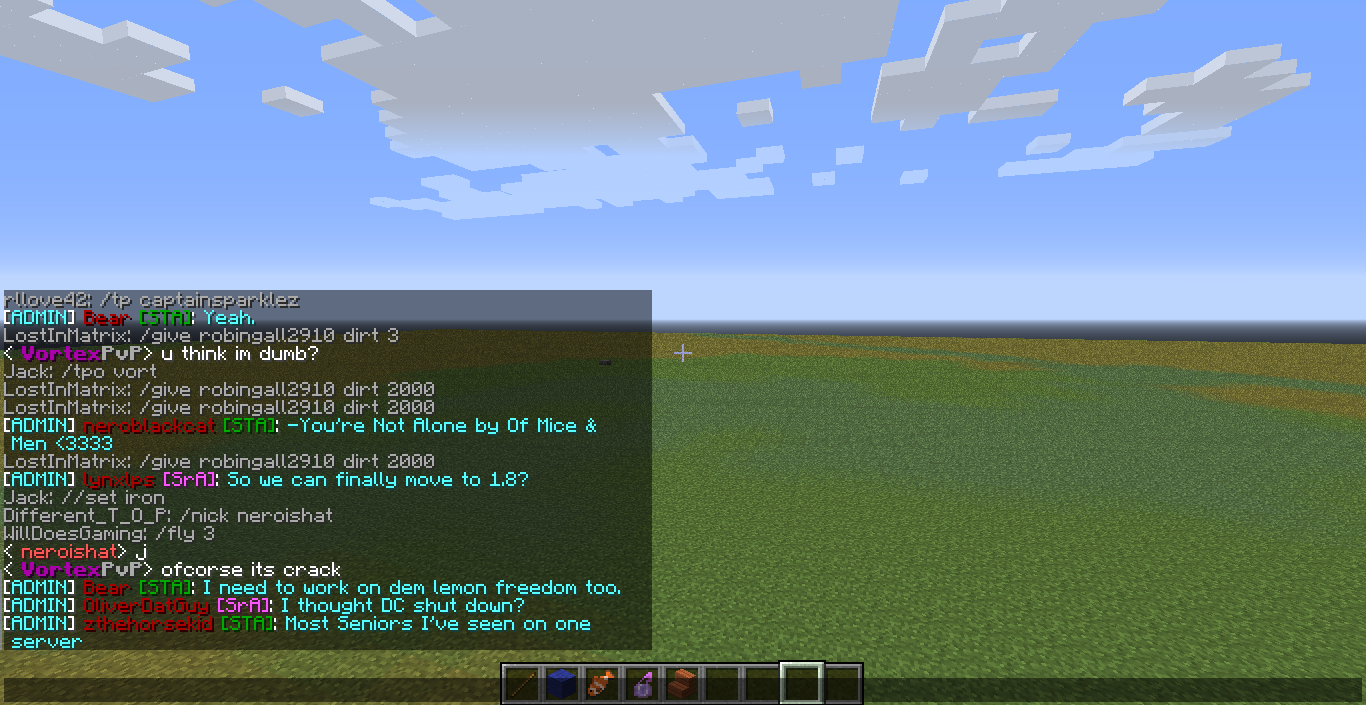 rllove42: /tp captainsparklez
[ADMIN] Bear [STA]: Yeah.
LostInMatrix: /give robingall2910 dirt 3
< VortexPvP> u think im dumb?
Jack: /tpo vort
LostInMatrix: /give robingall2910 dirt 2000
LostInMatrix: /give robingall2910 dirt 2000
[ADMIN] neroblackcat [STA]: -You're Not Alone by Of Mice &
Men <3333
LostInMatrix: /give robingall2910 dirt 2000
[ADMIN] lynxlps [SrA]: So we can finally move to 1.8?
Jack: //set iron
Different_T_O_P: /nick neroishat
WillDoesGaming: /fly 3
< neroishat> j
< VortexPvP> ofcorse its crack
[ADMIN] Bear [STA]: I need to work on dem lemon freedom too.
[ADMIN] OliverDatGuy [SrA]: I thought DC shut down?
[ADMIN] zthehorsekid [STA]: Most Seniors I've seen on one
server